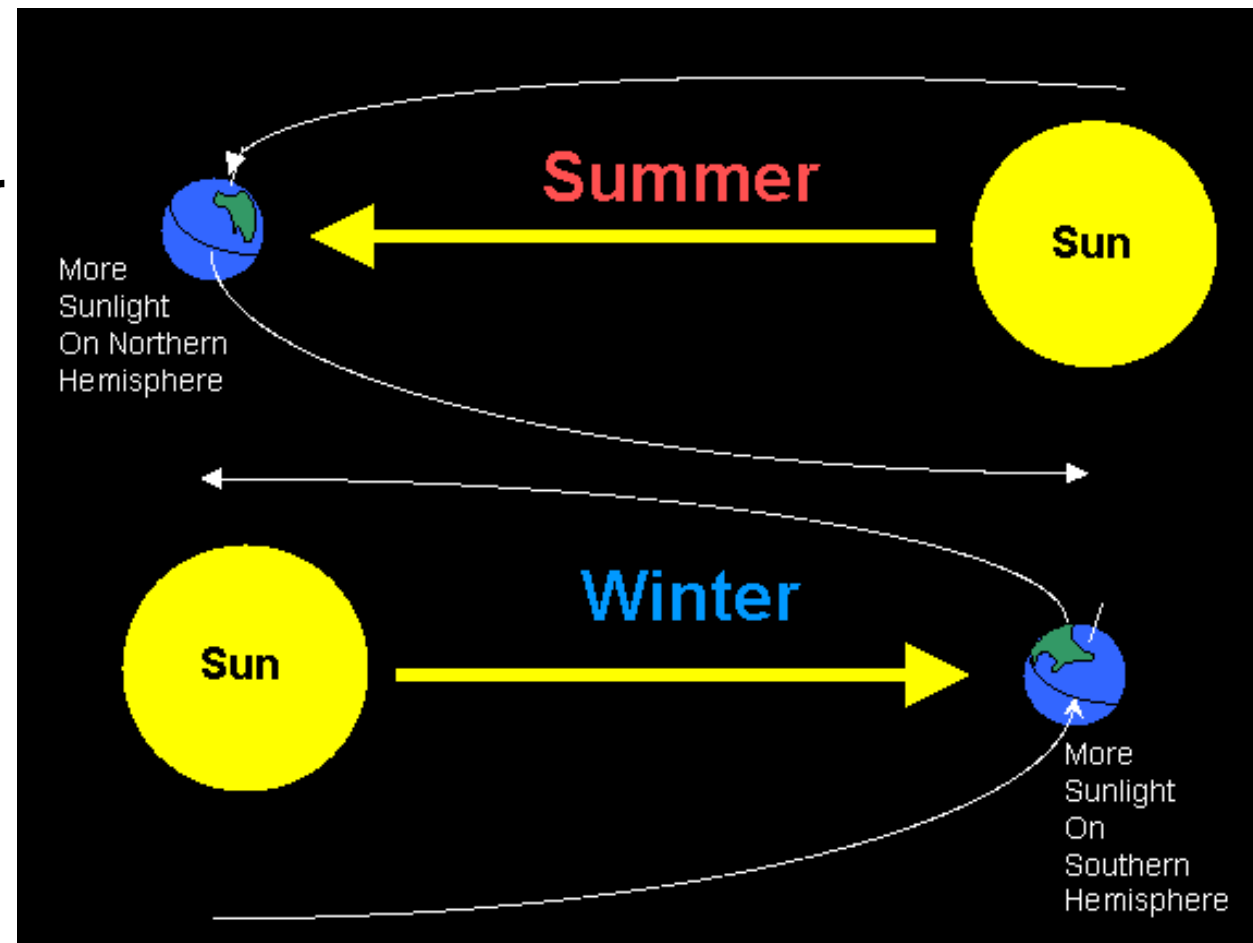 Summer
Sun
More
Sunlight
On Northern
Hemisphere
Winter
Sun
More
Sunlight
On
Southern
Hemisphere